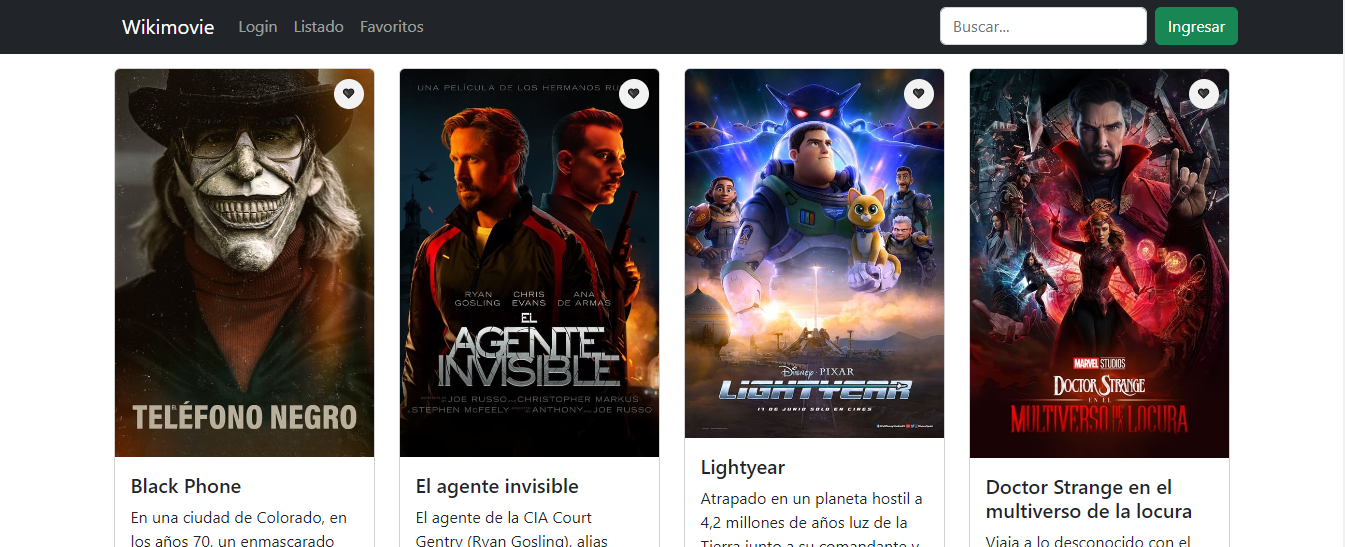 Wikimovie
Login
Listado
Favoritos
Buscar...
Ingresar
TELÉFONO NEGRO
Black Phone
En una ciudad de Colorado, en
los años 70, un enmascarado
UNA PELÍCULA DE LOS HERMANOS
RYAN GOSLING
CHRIS EVANS
ANA DE ARMAS
EL
AGENTE
INVISIBLE
JOE RUSSO CHRISTOPHER MARKUS
STEPHEN McFEELY ANTHONY JOE RUSSO
El agente invisible
El agente de la CIA Court
Gentry (Ryan Gosling), alias
Disney · PIXAR
LIGHTYEAR
17 DE JUNIO SOLO EN CINES
Lightyear
Atrapado en un planeta hostil a
4,2 millones de años luz de la
Tierra junto a su comandante y
MARVEL STUDIOS
DOCTOR STRANGE
EN EL
MULTIVERSO DE LA LOCURA
Doctor Strange en el
multiverso de la locura
Viaja a lo desconocido con el